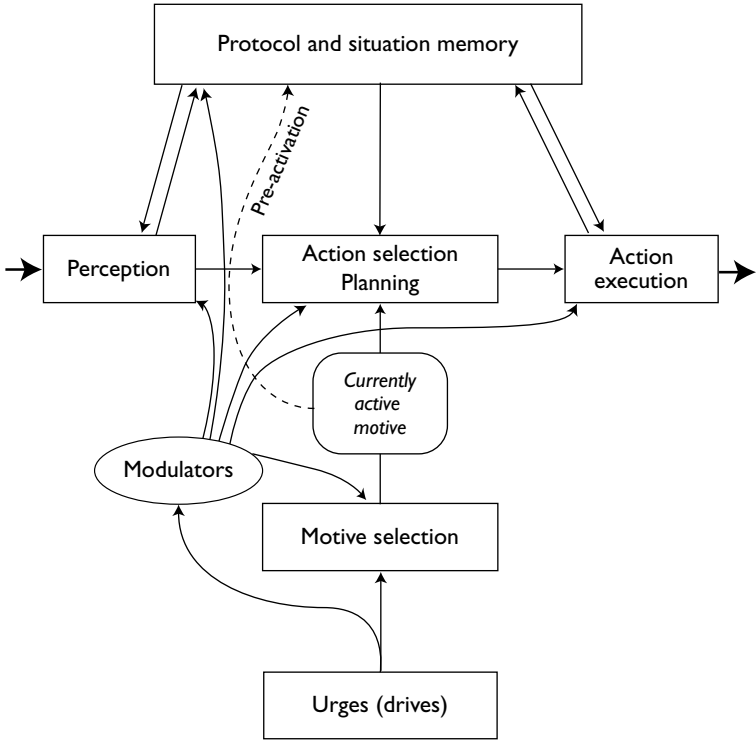 Protocol and situation memory
Pre-activation
Perception
Action selection
Planning
Action
execution
Currently
active
motive
Modulators
Motive selection
Urges (drives)